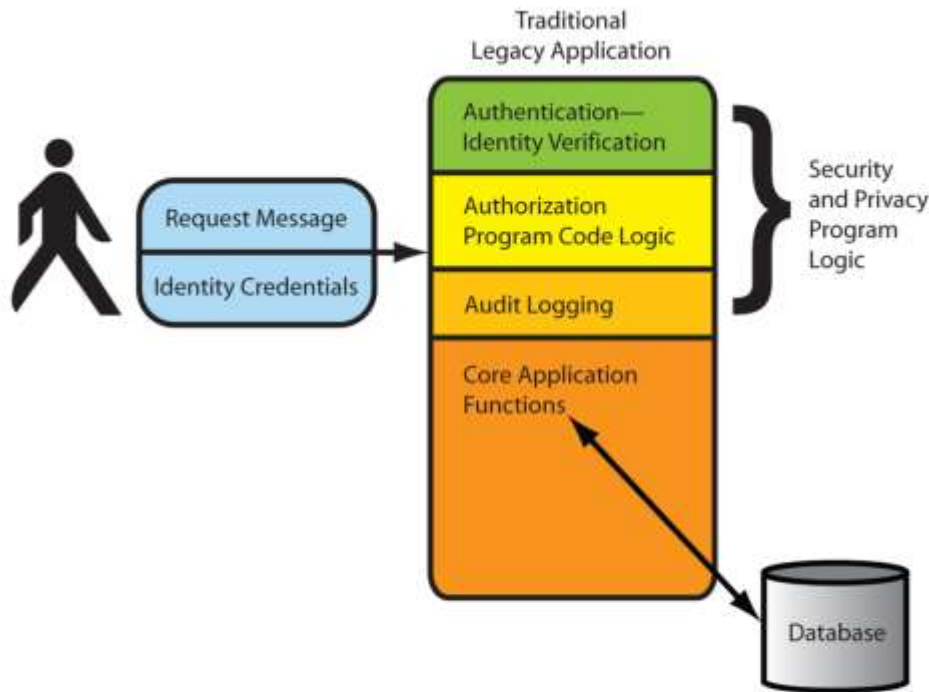 Traditional
Legacy Application
Authentication—
Identity Verification
Authorization
Program Code Logic
Audit Logging
Core Application
Functions
Request Message
Identity Credentials
Security
and Privacy
Program
Logic
Database